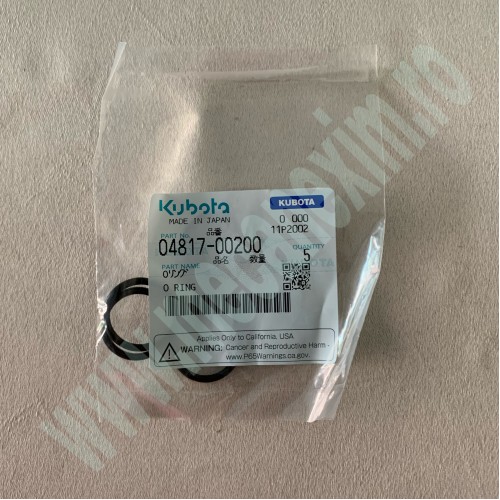 Kubota
KUBOTA
MADE IN JAPAN
0 000
11P2002
PART NO. 品番
04817-00200
QUANTITY
品名 数量 5
PART NAME
Oリング
O RING
Applies Only to California, USA
WARNING: Cancer and Reproductive Harm -
www.P65Warnings.ca.gov.